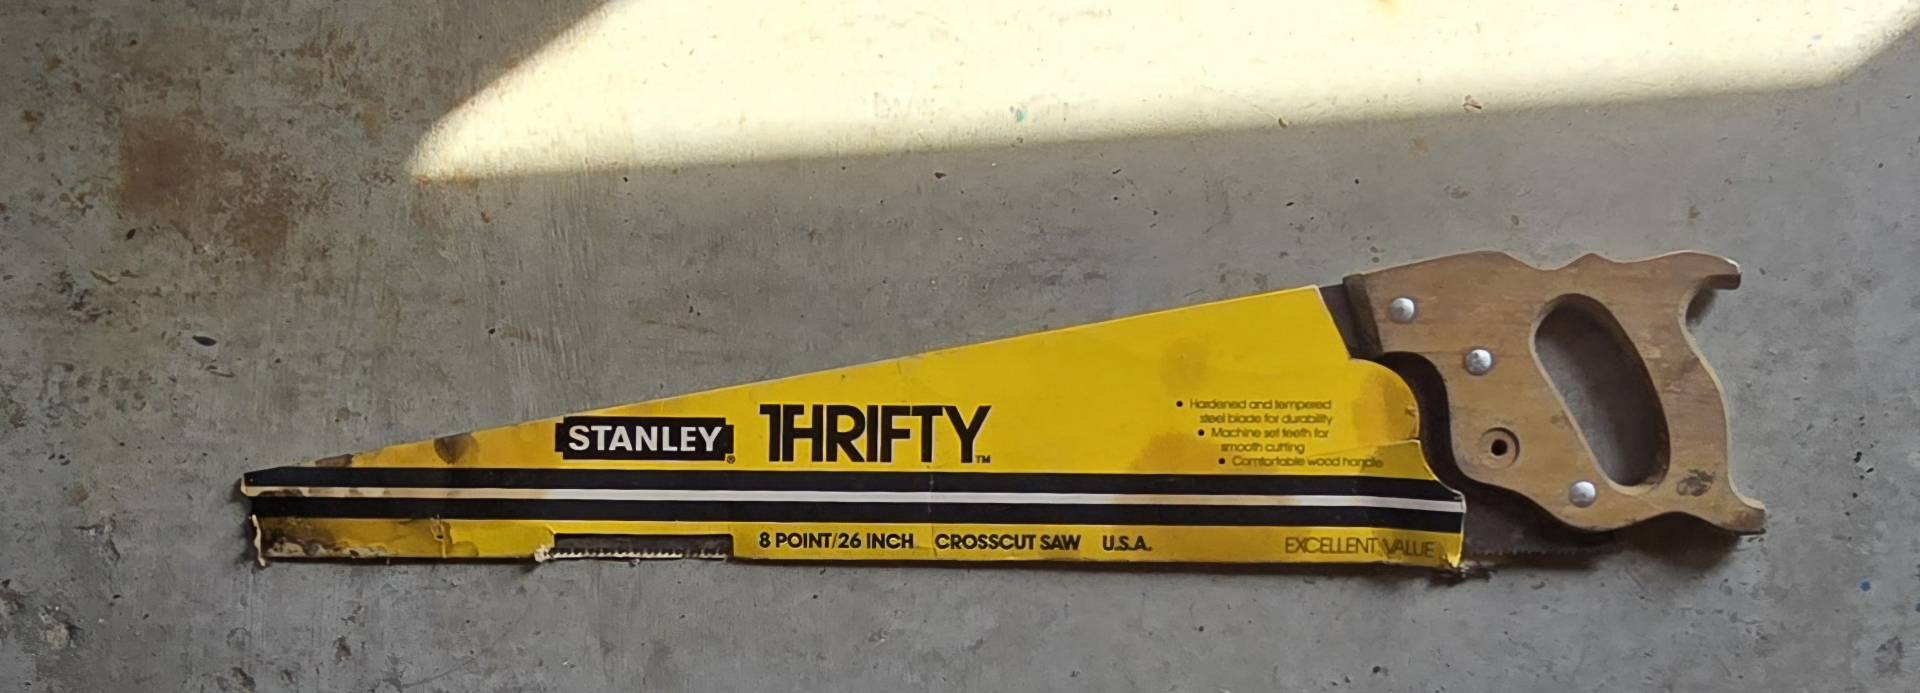 STANLEY® THRIFTY™
• Hardened and tempered
steel blade for durability
• Machine set teeth for
smooth cutting
• Comfortable wood handle
8 POINT/26 INCH CROSSCUT SAW U.S.A. EXCELLENT VALUE